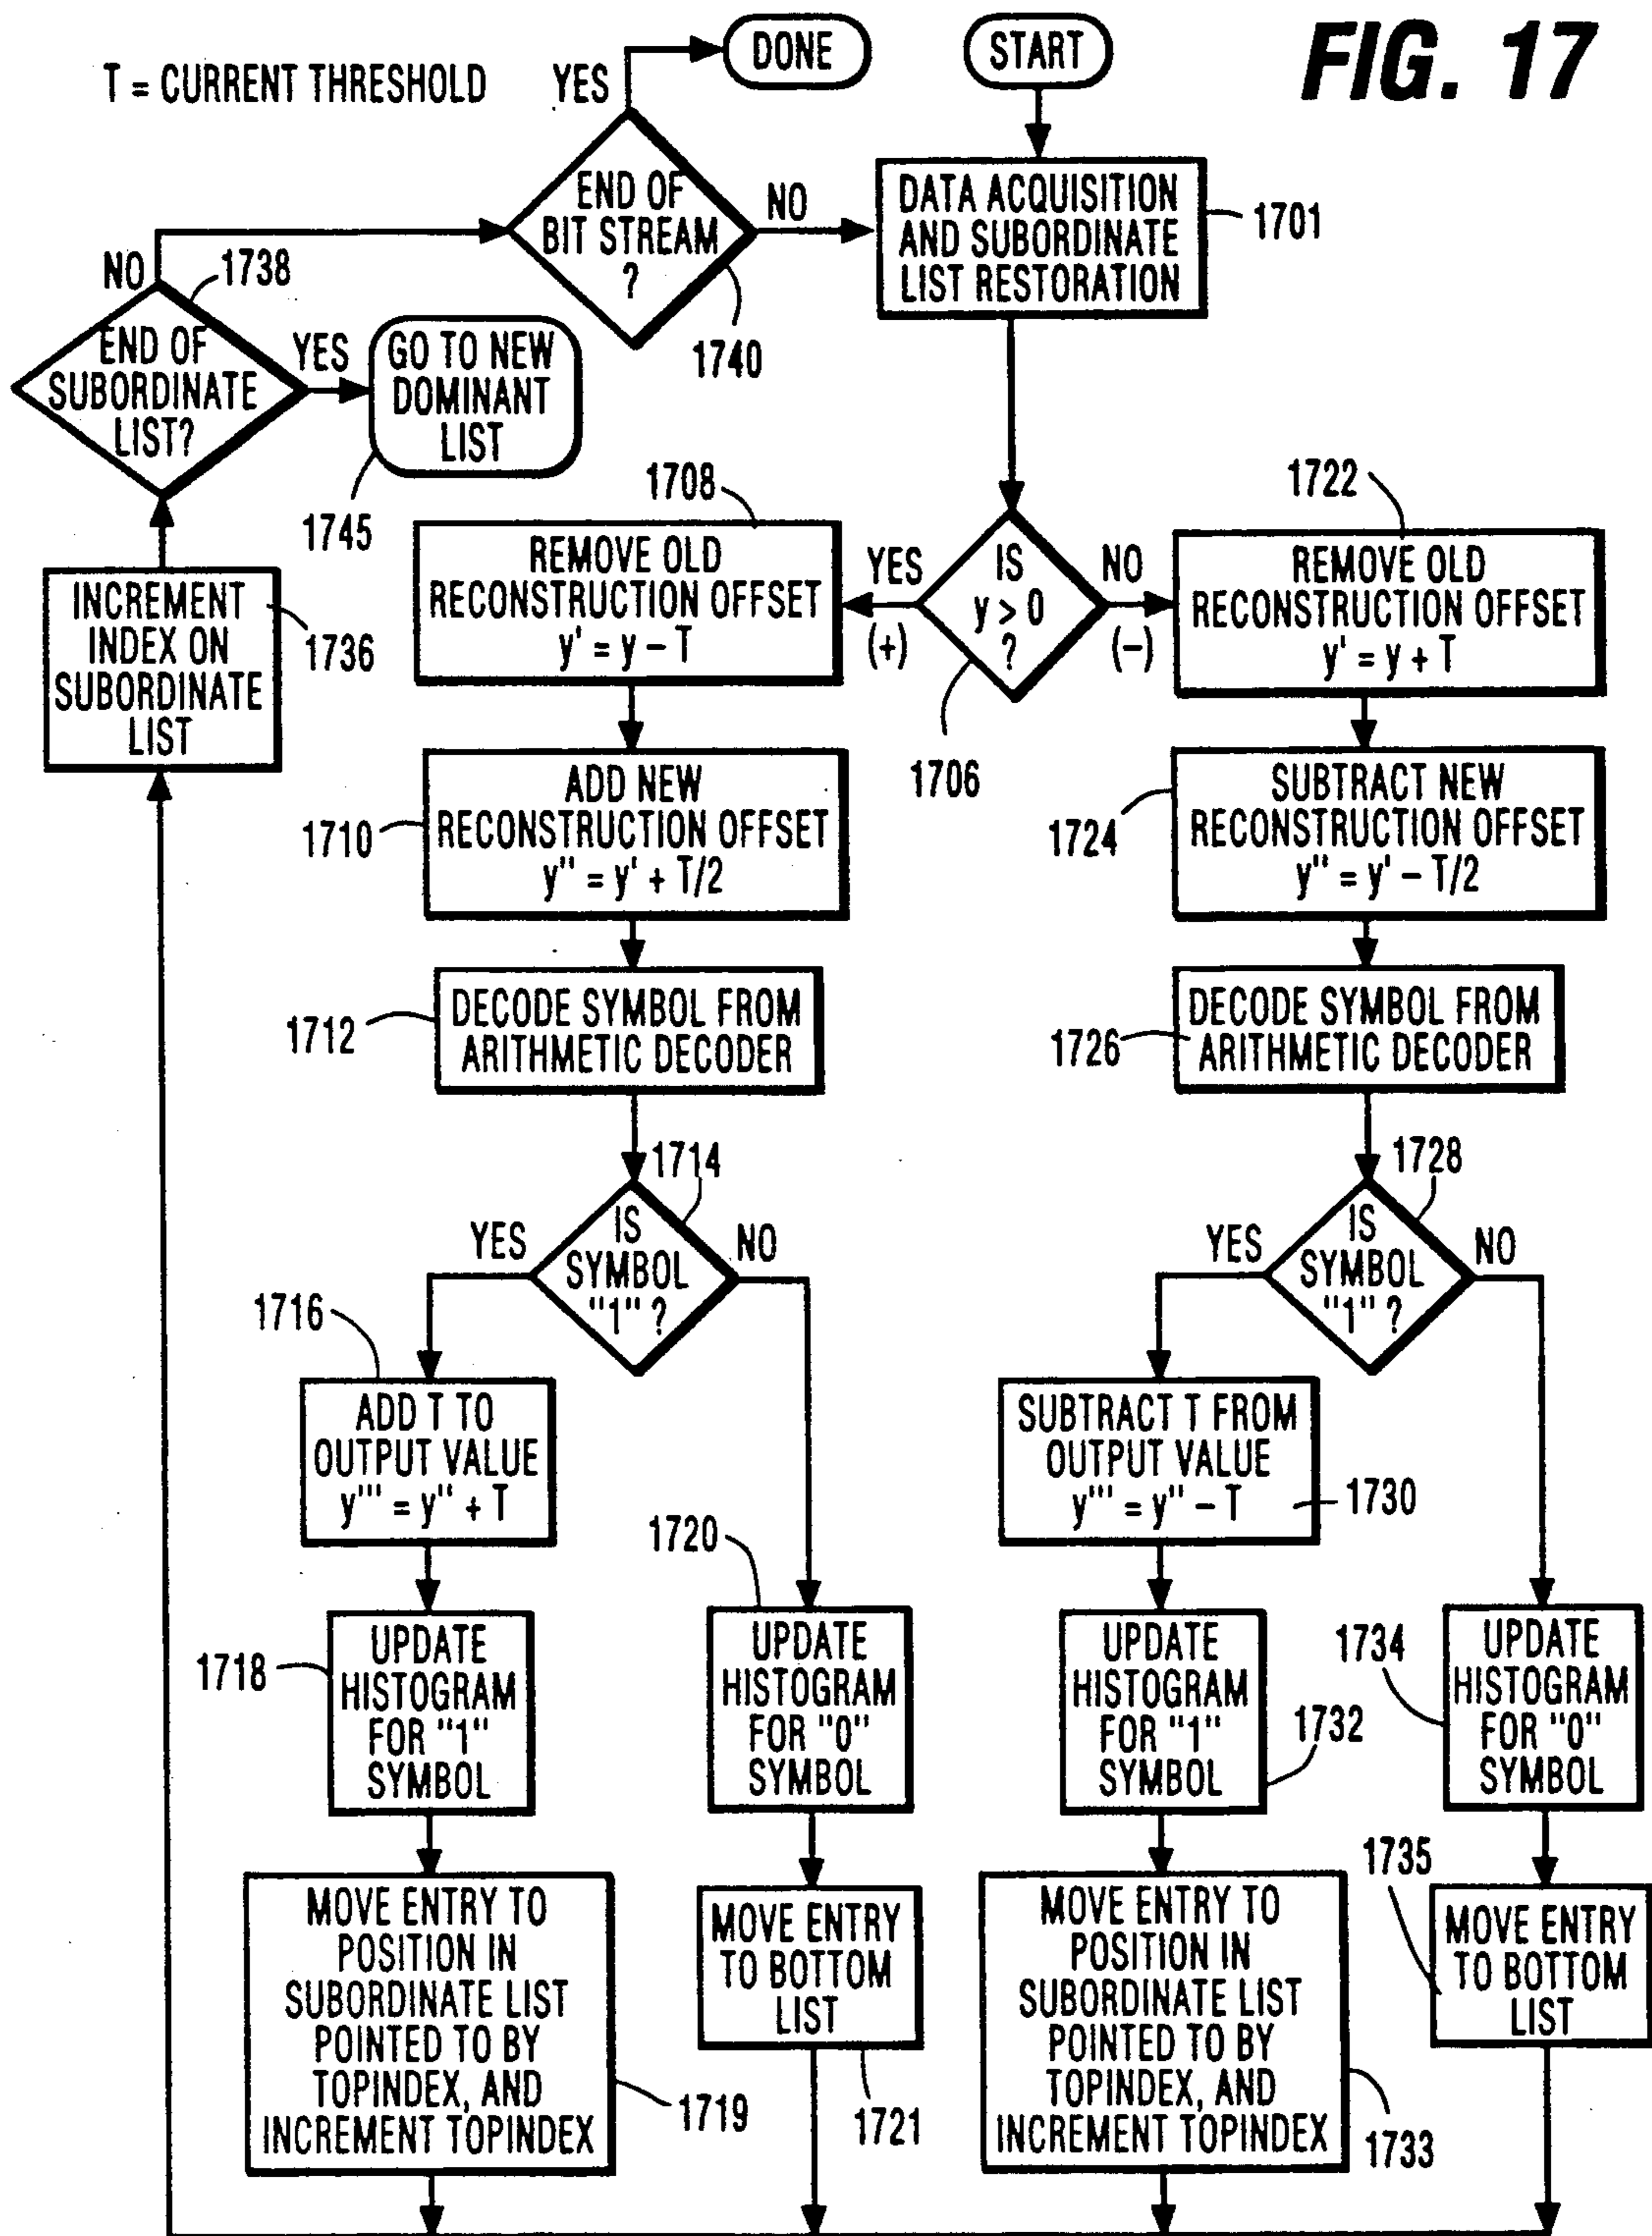 FIG. 17
T = CURRENT THRESHOLD
YES
DONE
START
END OF
BIT STREAM
?
NO
1740
DATA ACQUISITION
AND SUBORDINATE
LIST RESTORATION
1701
NO
1738
END OF
SUBORDINATE
LIST?
YES
GO TO NEW
DOMINANT
LIST
1745
INCREMENT
INDEX ON
SUBORDINATE
LIST
1736
1708
REMOVE OLD
RECONSTRUCTION OFFSET
y' = y – T
YES
(+)
IS
y > 0
?
NO
(–)
1706
1722
REMOVE OLD
RECONSTRUCTION OFFSET
y' = y + T
1710
ADD NEW
RECONSTRUCTION OFFSET
y'' = y' + T/2
1724
SUBTRACT NEW
RECONSTRUCTION OFFSET
y'' = y' – T/2
1712
DECODE SYMBOL FROM
ARITHMETIC DECODER
1726
DECODE SYMBOL FROM
ARITHMETIC DECODER
1714
YES
IS
SYMBOL
"1" ?
NO
1728
YES
IS
SYMBOL
"1" ?
NO
1716
ADD T TO
OUTPUT VALUE
y''' = y'' + T
SUBTRACT T FROM
OUTPUT VALUE
y''' = y'' – T
1730
1718
UPDATE
HISTOGRAM
FOR "1"
SYMBOL
1720
UPDATE
HISTOGRAM
FOR "0"
SYMBOL
UPDATE
HISTOGRAM
FOR "1"
SYMBOL
1732
1734
UPDATE
HISTOGRAM
FOR "0"
SYMBOL
MOVE ENTRY TO
POSITION IN
SUBORDINATE LIST
POINTED TO BY
TOPINDEX, AND
INCREMENT TOPINDEX
1719
MOVE ENTRY
TO BOTTOM
LIST
1721
MOVE ENTRY TO
POSITION IN
SUBORDINATE LIST
POINTED TO BY
TOPINDEX, AND
INCREMENT TOPINDEX
1733
1735
MOVE ENTRY
TO BOTTOM
LIST